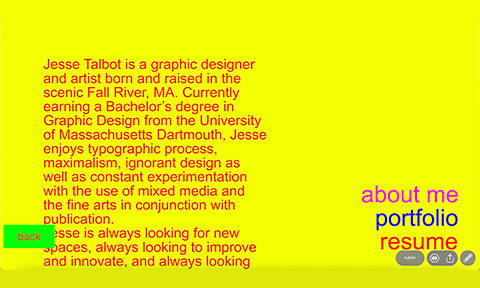 Jesse Talbot is a graphic designer
and artist born and raised in the
scenic Fall River, MA. Currently
earning a Bachelor's degree in
Graphic Design from the University
of Massachusetts Dartmouth, Jesse
enjoys typographic process,
maximalism, ignorant design as
well as constant experimentation
with the use of mixed media and
the fine arts in conjunction with
publication.
Jesse is always looking for new
spaces, always looking to improve
and innovate, and always looking
back
about me
portfolio
resume
Publish